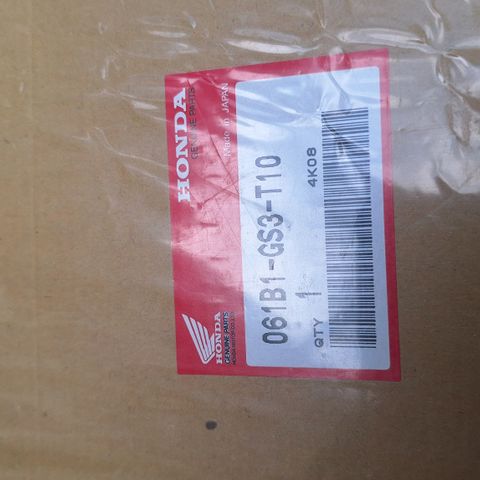 HONDA
GENUINE PARTS
Made in JAPAN
061B1-GS3-T10
4K08
QTY 1
HONDA
GENUINE PARTS